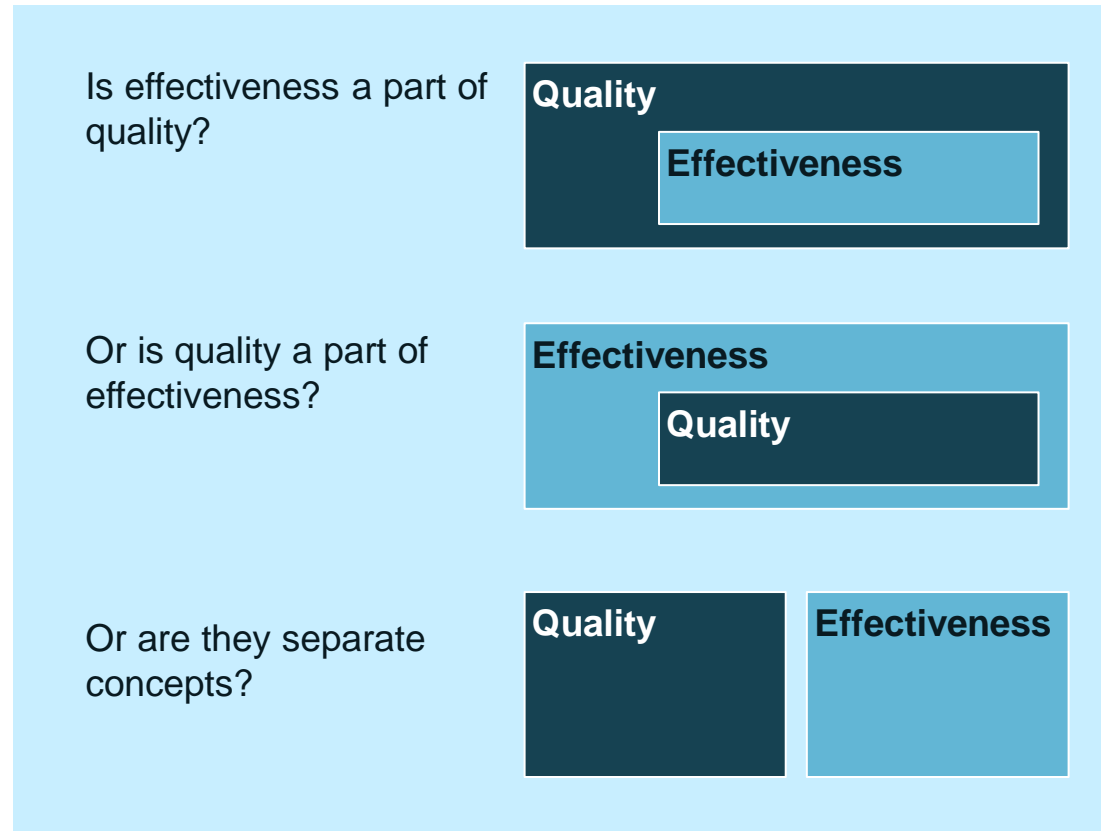 Is effectiveness a part of
quality?
Quality
Effectiveness
Or is quality a part of
effectiveness?
Effectiveness
Quality
Or are they separate
concepts?
Quality
Effectiveness